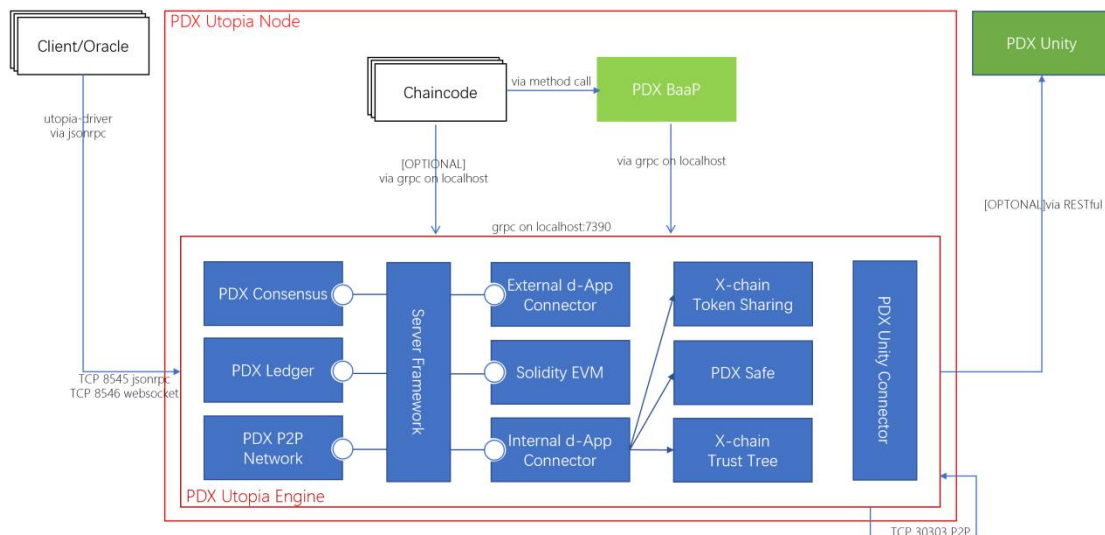 PDX Utopia Node
Client/Oracle
PDX Unity
Chaincode
via method call
PDX BaaP
utopia-driver
via jsonrpc
[OPTIONAL]
via grpc on localhost
via grpc on localhost
[OPTONAL]via RESTful
grpc on localhost:7390
PDX Consensus
External d-App
Connector
X-chain
Token Sharing
Server Framework
PDX Unity Connector
PDX Ledger
Solidity EVM
PDX Safe
TCP 8545 jsonrpc
TCP 8546 websocket
PDX P2P
Network
Internal d-App
Connector
X-chain
Trust Tree
PDX Utopia Engine
TCP 30303 P2P